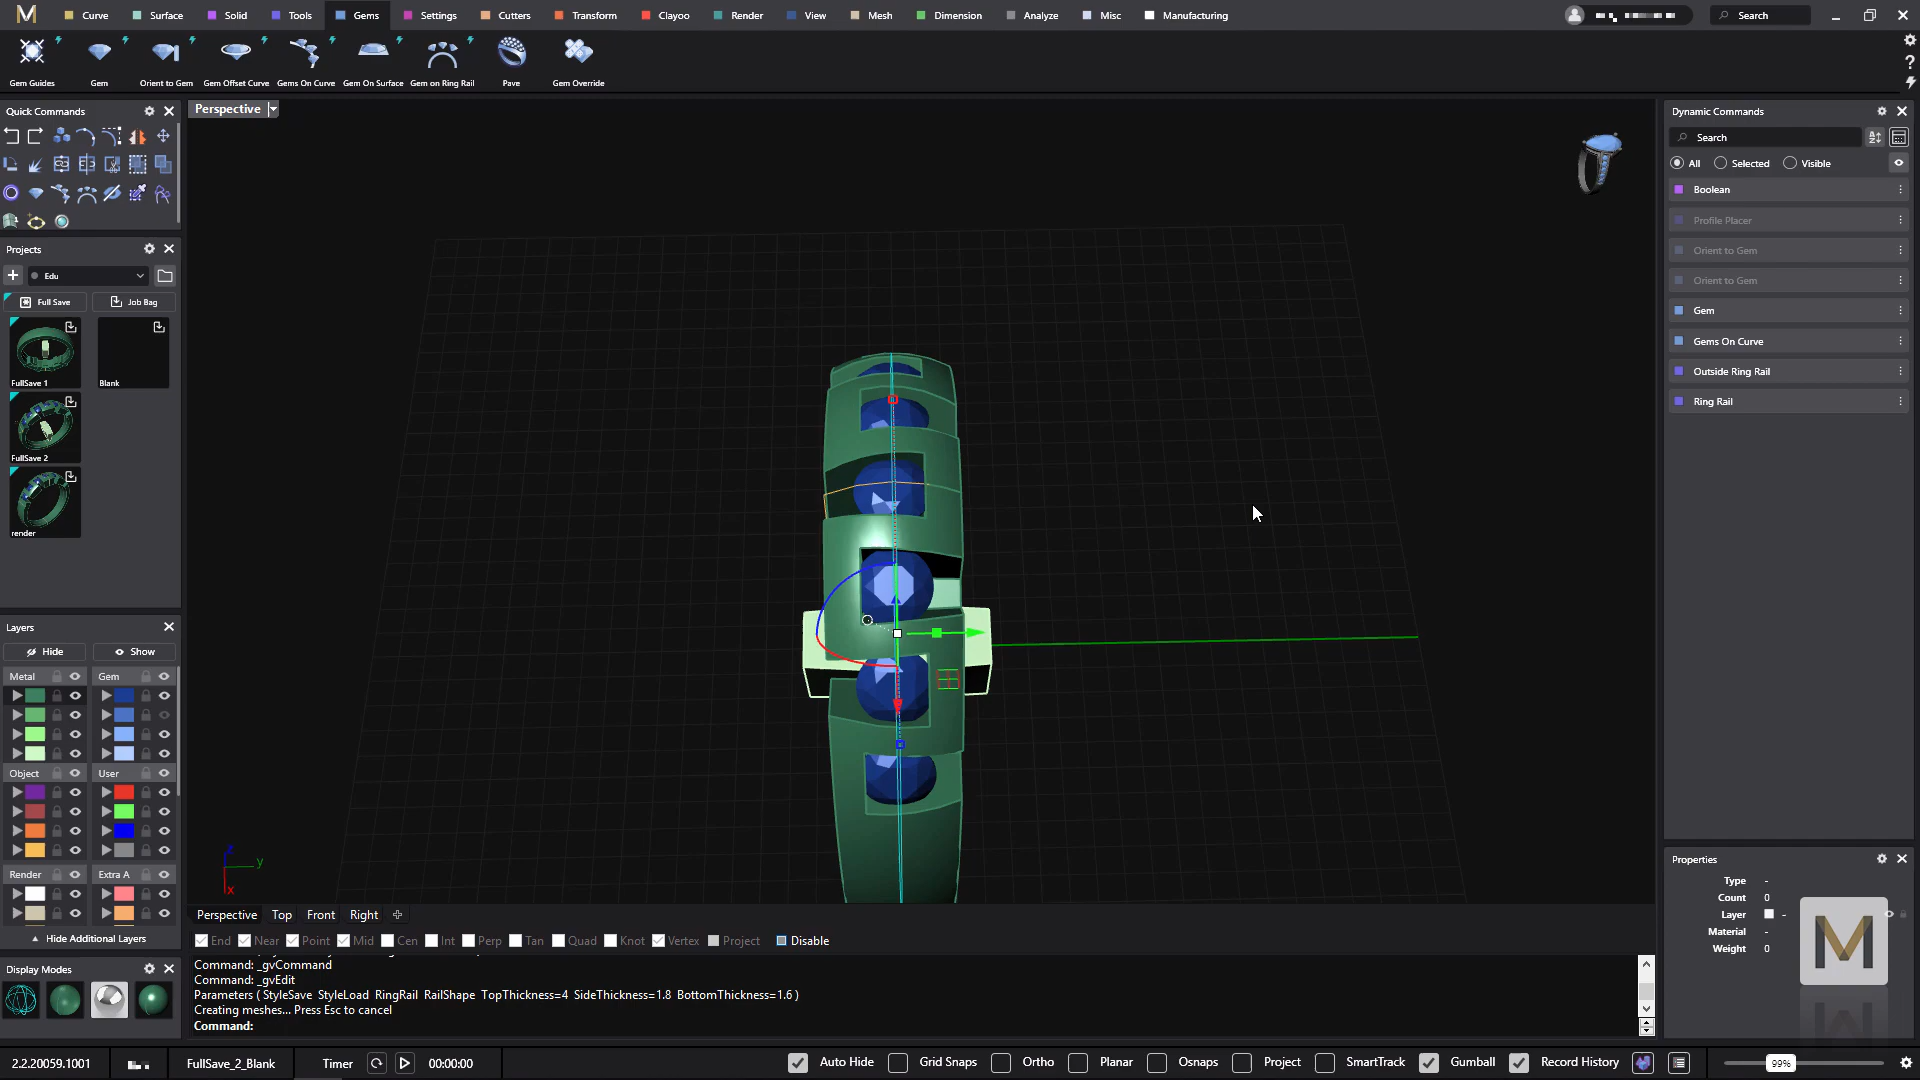 Curve Surface Solid Tools Gems Settings Cutters Transform Clayoo Render View Mesh Dimension Analyze Misc Manufacturing Search
Gem Guides Gem Orient to Gem Gem Offset Curve Gems On Curve Gem On Surface Gem on Ring Rail Pave Gem Override
Quick Commands
Projects
Edu
Full Save Job Bag
FullSave 1 Blank
FullSave 2
render
Layers
Hide Show
Metal Gem
Object User
Render Extra A
Hide Additional Layers
Display Modes
Perspective
x
y
Perspective Top Front Right
End Near Point Mid Cen Int Perp Tan Quad Knot Vertex Project Disable
Command: _gvCommand
Command: _gvEdit
Parameters ( StyleSave StyleLoad RingRail RailShape TopThickness=4 SideThickness=1.8 BottomThickness=1.6 )
Creating meshes... Press Esc to cancel
Command:
Dynamic Commands
Search
All Selected Visible
Boolean
Profile Placer
Orient to Gem
Orient to Gem
Gem
Gems On Curve
Outside Ring Rail
Ring Rail
Properties
Type -
Count 0
Layer -
Material -
Weight 0
2.2.20059.1001 FullSave_2_Blank Timer 00:00:00 Auto Hide Grid Snaps Ortho Planar Osnaps Project SmartTrack Gumball Record History 99%